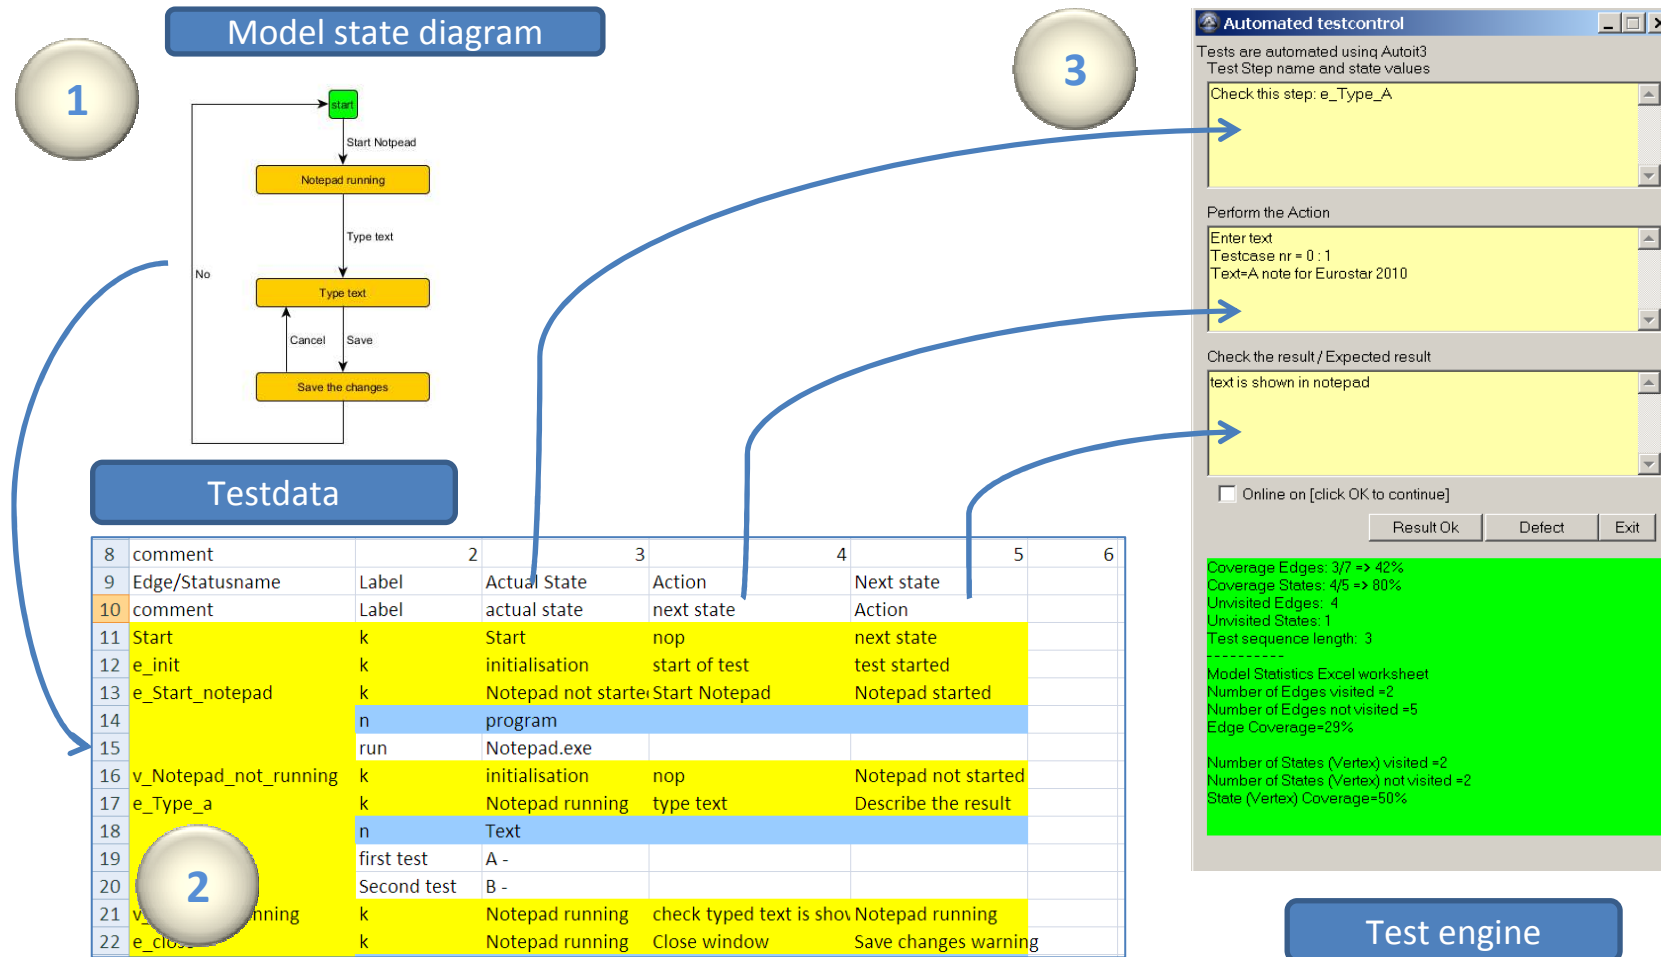 Model state diagram
1
start
Start Notpead
Notepad running
Type text
No
Type text
Cancel Save
Save the changes
Testdata
8 comment 2 3 4 5 6
9 Edge/Statusname Label Actual State Action Next state
10 comment Label actual state next state Action
11 Start k Start nop next state
12 e_init k initialisation start of test test started
13 e_Start_notepad k Notepad not starte Start Notepad Notepad started
14 n program
15 run Notepad.exe
16 v_Notepad_not_running k initialisation nop Notepad not started
17 e_Type_a k Notepad running type text Describe the result
18 n Text
19 first test A -
20 Second test B -
21 v_ nning k Notepad running check typed text is shov Notepad running
22 e_close k Notepad running Close window Save changes warning
2
3
Automated testcontrol
Tests are automated using Autoit3
Test Step name and state values
Check this step: e_Type_A
Perform the Action
Enter text
Testcase nr = 0 : 1
Text=A note for Eurostar 2010
Check the result / Expected result
text is shown in notepad
Online on [click OK to continue]
Result Ok Defect Exit
Coverage Edges: 3/7 => 42%
Coverage States: 4/5 => 80%
Unvisited Edges: 4
Unvisited States: 1
Test sequence length: 3
----------
Model Statistics Excel worksheet
Number of Edges visited =2
Number of Edges not visited =5
Edge Coverage=29%
Number of States (Vertex) visited =2
Number of States (Vertex) not visited =2
State (Vertex) Coverage=50%
Test engine